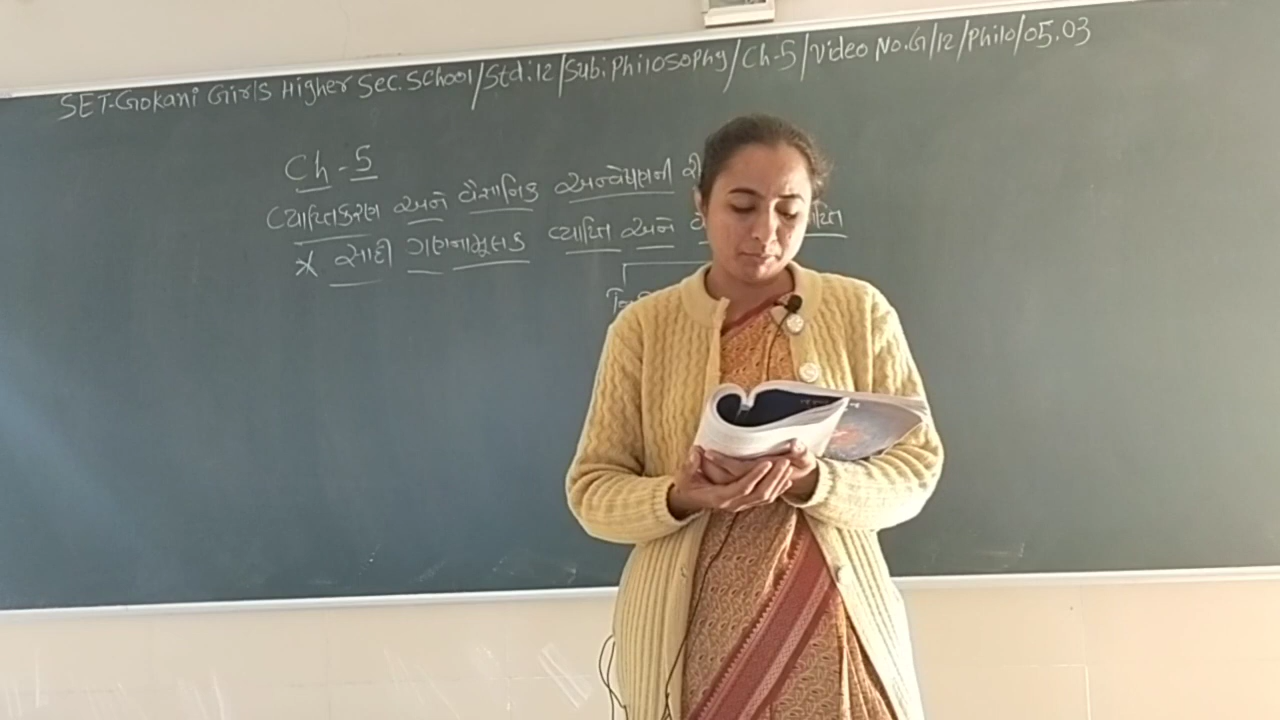 SET-Gokani Girls Higher Sec. School/Std:12/Sub:Philosophy/Ch-5/Video No.G/12/Philo/05.03
Ch-5
વ્યાપ્તિકરણ અને વૈજ્ઞાનિક અન્વેષણની
* સાદી ગણનામૂલક વ્યાપ્તિ અને